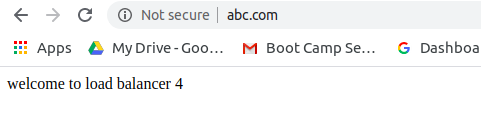 Not secure | abc.com
Apps My Drive - Goo... Boot Camp Se... Dashboa
welcome to load balancer 4